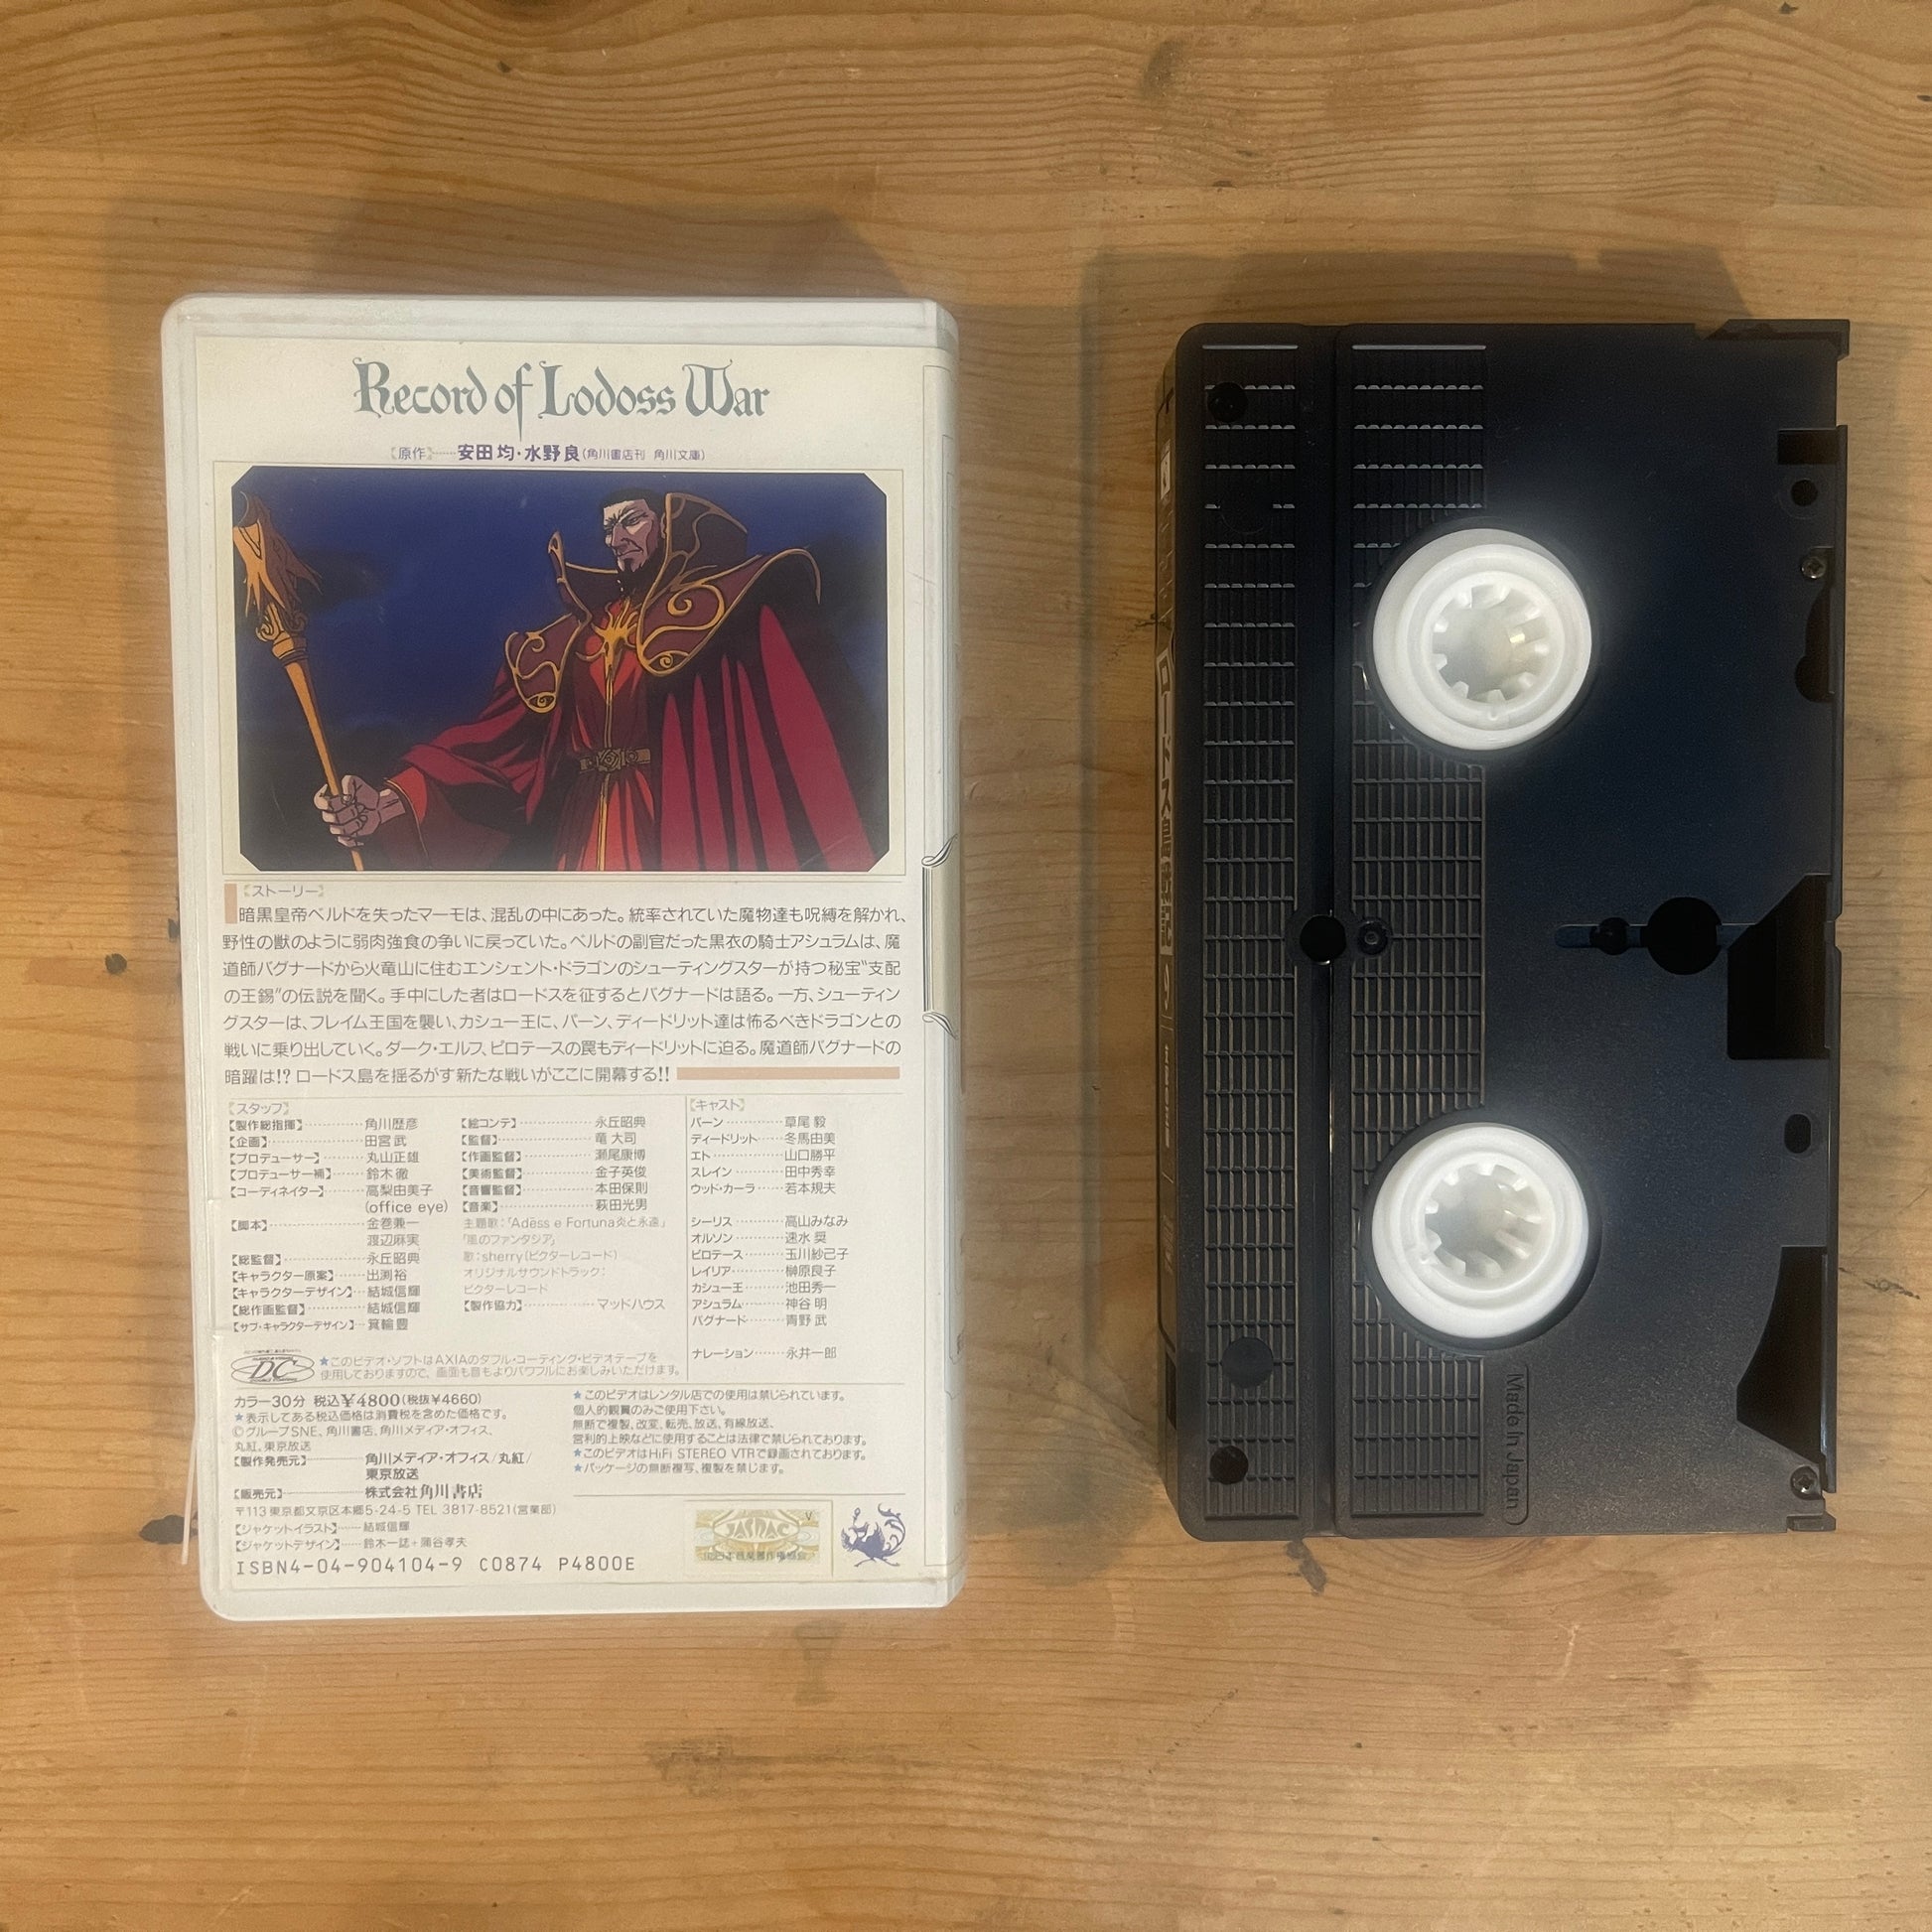 Record of Lodoss War
【原作】……安田 均・水野 良(角川書店刊 角川文庫)
【ストーリー】
暗黒皇帝ベルドを失ったマーモは、混乱の中にあった。統率されていた魔物達も呪縛を解かれ、
野性の獣のように弱肉強食の争いに戻っていた。ベルドの副官だった黒衣の騎士アシュラムは、魔
道師バグナードから火竜山に住むエンシェント・ドラゴンのシューティングスターが持つ秘宝"支配
の王錫"の伝説を聞く。手中にした者はロードスを征するとバグナードは語る。一方、シューティン
グスターは、フレイム王国を襲い、カシュー王に、パーン、ディードリット達は怖るべきドラゴンとの
戦いに乗り出していく。ダーク・エルフ、ピロテースの罠もディードリットに迫る。魔道師バグナードの
暗躍は!? ロードス島を揺るがす新たな戦いがここに開幕する!!
【スタッフ】
【製作総指揮】………角川歴彦
【企画】………田宮 武
【プロデューサー】………丸山正雄
【プロデューサー補】………鈴木 徹
【コーディネイター】………高梨由美子
(office eye)
【脚本】………金巻兼一
渡辺麻実
【総監督】………永丘昭典
【キャラクター原案】………出渕 裕
【キャラクターデザイン】………結城信輝
【総作画監督】………結城信輝
【サブ・キャラクターデザイン】…箕輪 豊
【絵コンテ】………永丘昭典
【監督】………竜 大司
【作画監督】………瀬尾康博
【美術監督】………金子英俊
【音響監督】………本田保則
【音楽】………萩田光男
主題歌:「Adèss e Fortuna炎と永遠」
「風のファンタジア」
歌:sherry(ビクターレコード)
オリジナルサウンドトラック:
ビクターレコード
【製作協力】………マッドハウス
【キャスト】
パーン………草尾 毅
ディードリット……冬馬由美
エト………山口勝平
スレイン………田中秀幸
ウッド・カーラ………若本規夫
シーリス………高山みなみ
オルソン………速水 奨
ピロテース………玉川紗己子
レイリア………榊原良子
カシュー王………池田秀一
アシュラム………神谷 明
バグナード………青野 武
ナレーション………永井一郎
DC
★このビデオ・ソフトはAXIAのダブル・コーティング・ビデオテープを
使用しておりますので、画面も音もよりパワフルにお楽しみいただけます。
カラー30分 税込¥4800(税抜¥4660)
★表示してある税込価格は消費税を含めた価格です。
©グループSNE、角川書店、角川メディア・オフィス、
丸紅、東京放送
【製作発売元】………角川メディア・オフィス/丸紅/
東京放送
【販売元】………株式会社角川書店
〒113 東京都文京区本郷5-24-5 TEL 3817-8521(営業部)
【ジャケットイラスト】……結城信輝
【ジャケットデザイン】……鈴木一誌+蒲谷孝夫
ISBN4-04-904104-9 C0874 P4800E
★このビデオはレンタル店での使用は禁じられています。
個人的観賞のみご使用下さい。
無断で複製、改変、転売、放送、有線放送、
営利的上映などに使用することは法律で禁じられております。
★このビデオはHiFi STEREO VTRで録画されております。
★パッケージの無断複写、複製を禁じます。
JASRAC
V
ロードス島戦記
Made in Japan